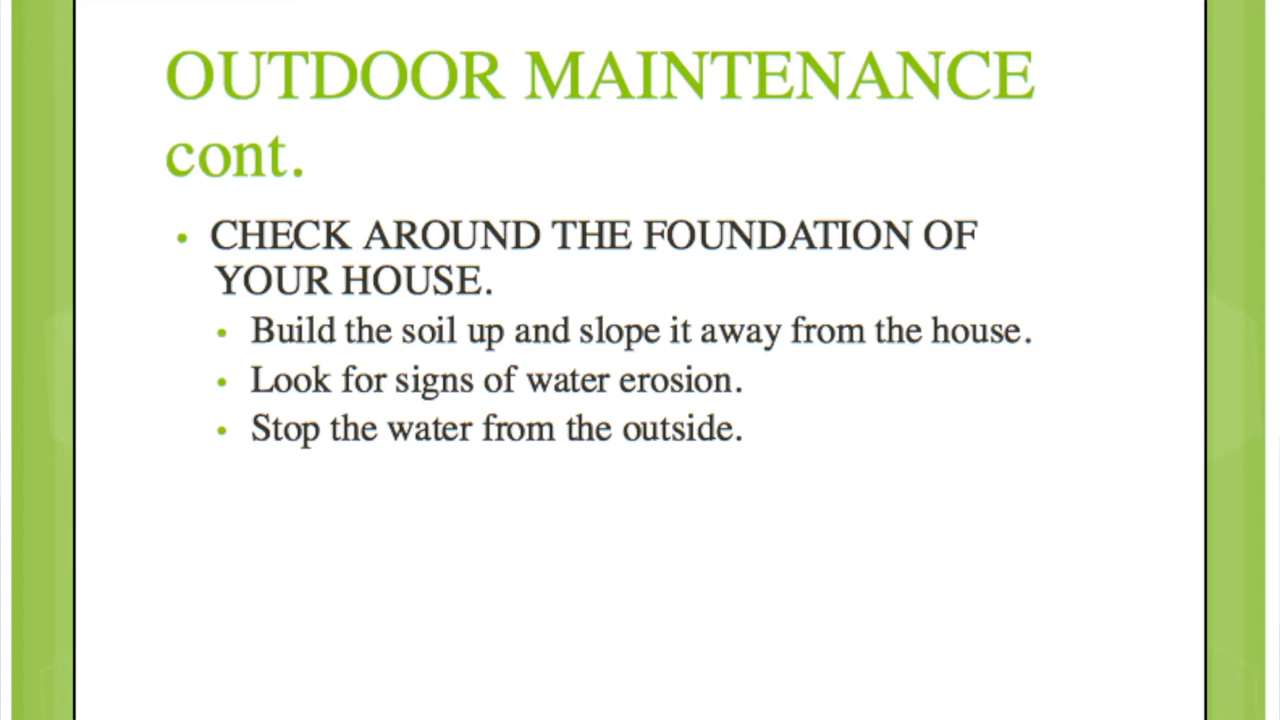 OUTDOOR MAINTENANCE
cont.
• CHECK AROUND THE FOUNDATION OF
YOUR HOUSE.
• Build the soil up and slope it away from the house.
• Look for signs of water erosion.
• Stop the water from the outside.